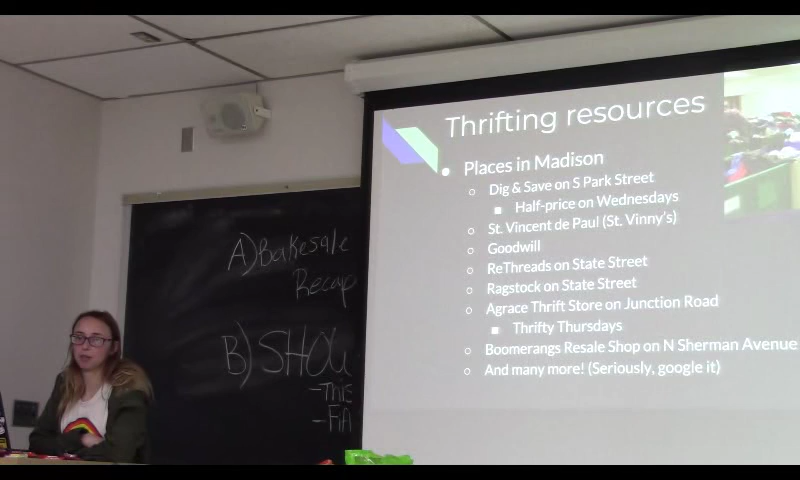 Thrifting resources
Places in Madison
Dig & Save on S Park Street
Half-price on Wednesdays
St. Vincent de Paul (St. Vinny's)
Goodwill
ReThreads on State Street
Ragstock on State Street
Agrace Thrift Store on Junction Road
Thrifty Thursdays
Boomerangs Resale Shop on N Sherman Avenue
And many more! (Seriously, google it)
A) Bakesale
Recap
B) SHOW
- This
- FiA